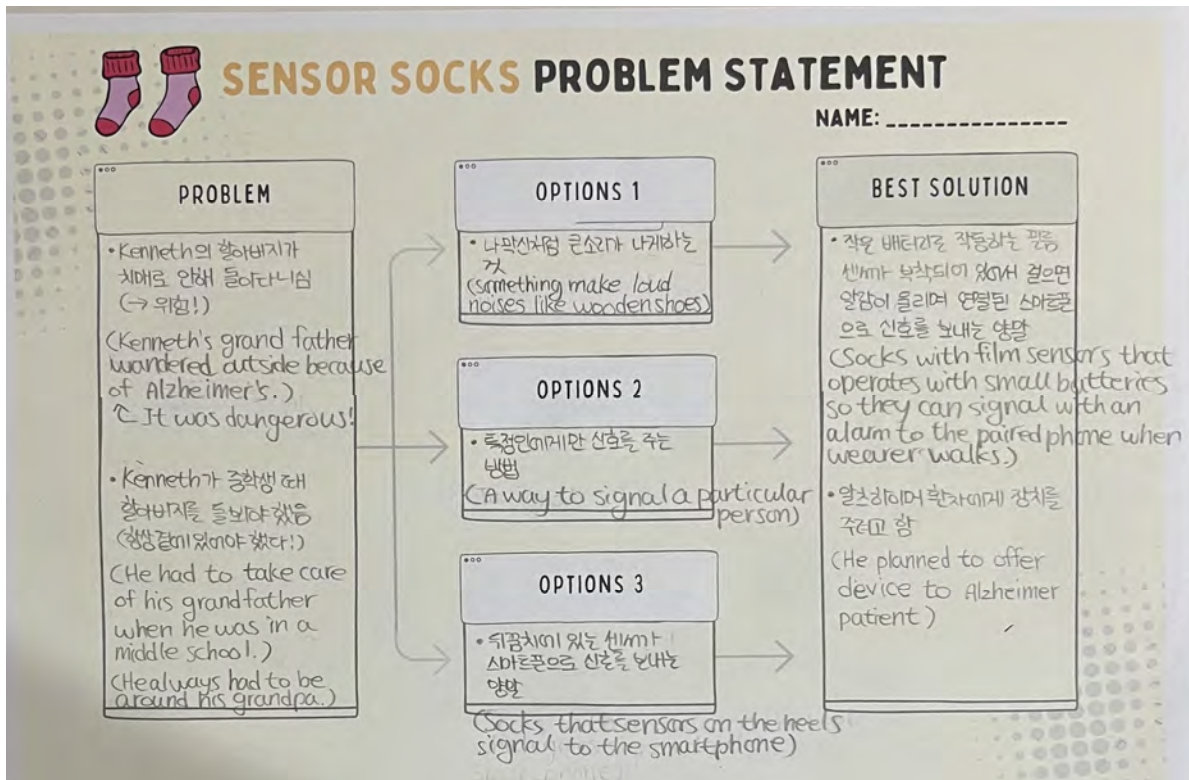 SENSOR SOCKS PROBLEM STATEMENT
NAME:
PROBLEM
• Kenneth의 할아버지가
치매로 인해 돌아다니심
(→ 위험!)
(Kenneth's grand father
wandered outside because
of Alzheimer's.)
It was dangerous!
• Kenneth가 중학생 때
할아버지를 돌봐야 했음
(항상 곁에 있어야 했다!)
(He had to take care
of his grandfather
when he was in a
middle school.)
(He always had to be
around his grandpa.)
OPTIONS 1
• 나막신처럼 큰소리가 나게하는
것
(something make loud
noises like wooden shoes)
OPTIONS 2
• 특정인에게만 신호를 주는
방법
(A way to signal a particular
person)
OPTIONS 3
• 뒤꿈치에 있는 센서가
스마트폰으로 신호를 보내는
양말
(Socks that sensors on the heels
signal to the smartphone)
BEST SOLUTION
• 작은 배터리로 작동하는 필름
센서가 부착되어 있어서 걸으면
알람이 울리며 연결된 스마트폰
으로 신호를 보내는 양말
(Socks with film sensors that
operates with small butteries
so they can signal with an
alarm to the paired phone when
wearer walks.)
• 알츠하이머 환자에게 장치를
주려고 함
(He planned to offer
device to Alzheimer
patient)